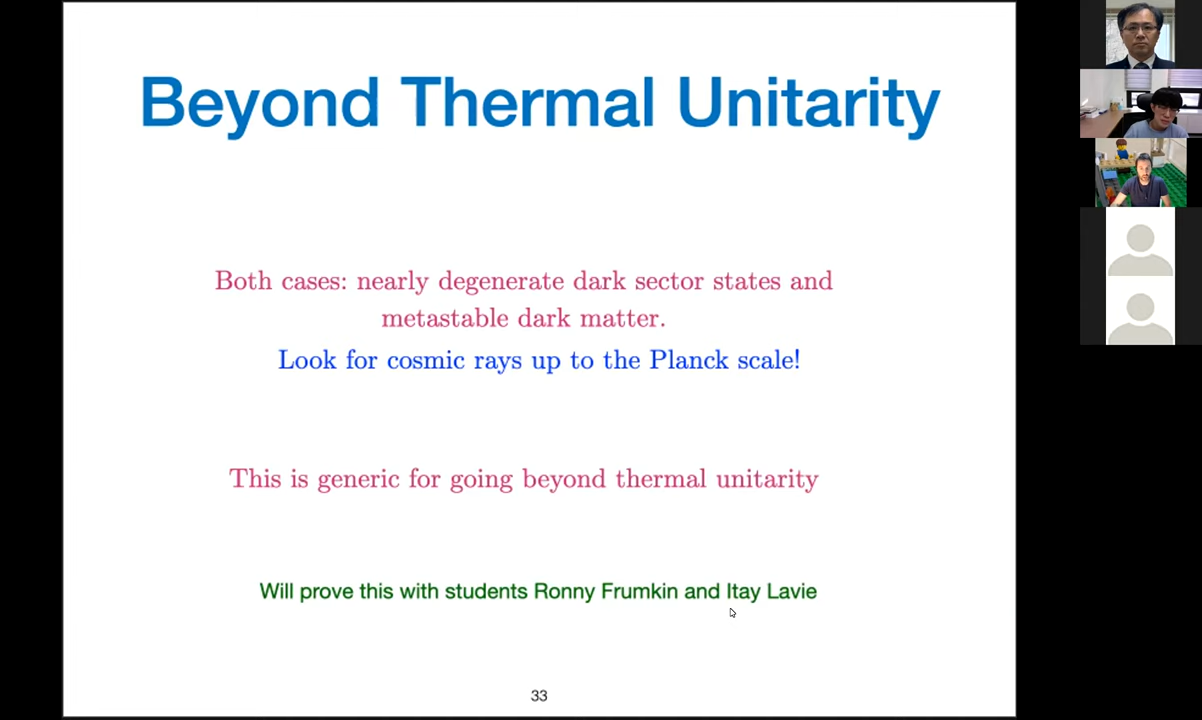 Beyond Thermal Unitarity
Both cases: nearly degenerate dark sector states and
metastable dark matter.
Look for cosmic rays up to the Planck scale!
This is generic for going beyond thermal unitarity
Will prove this with students Ronny Frumkin and Itay Lavie
33